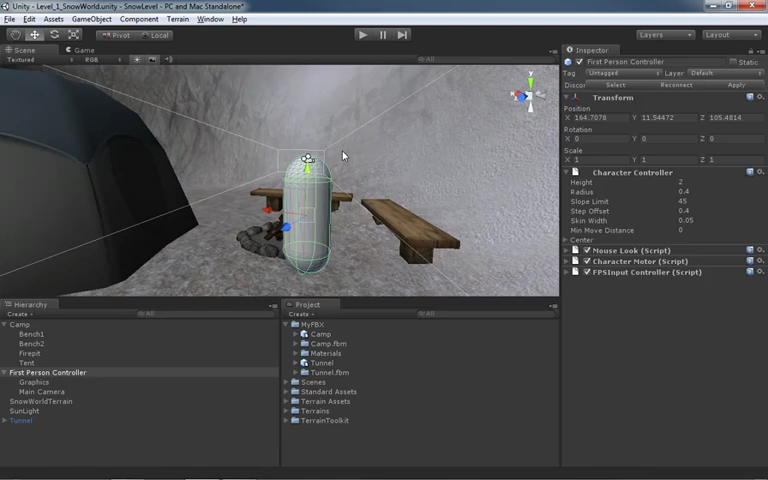 Unity - Level_1_SnowWorld.unity - SnowLevel - PC and Mac Standalone*
File Edit Assets GameObject Component Terrain Window Help
Pivot Local Layers Layout
Scene Game
Textured RGB All
Inspector
First Person Controller Static
Tag Untagged Layer Default
Select Reconnect Apply
Transform
Position
X 164.7078 Y 11.54472 Z 105.4814
Rotation
X 0 Y 0 Z 0
Scale
X 1 Y 1 Z 1
Character Controller
Height 2
Radius 0.4
Slope Limit 45
Step Offset 0.4
Skin Width 0.05
Min Move Distance 0
Center
Mouse Look (Script)
Character Motor (Script)
FPSInput Controller (Script)
Hierarchy
Create All
Camp
Bench1
Bench2
Firepit
Tent
First Person Controller
Graphics
Main Camera
SnowWorldTerrain
SunLight
Tunnel
Project
Create All
MyFBX
Camp
Camp.fbm
Materials
Tunnel
Tunnel.fbm
Scenes
Standard Assets
Terrain Assets
Terrains
TerrainToolkit